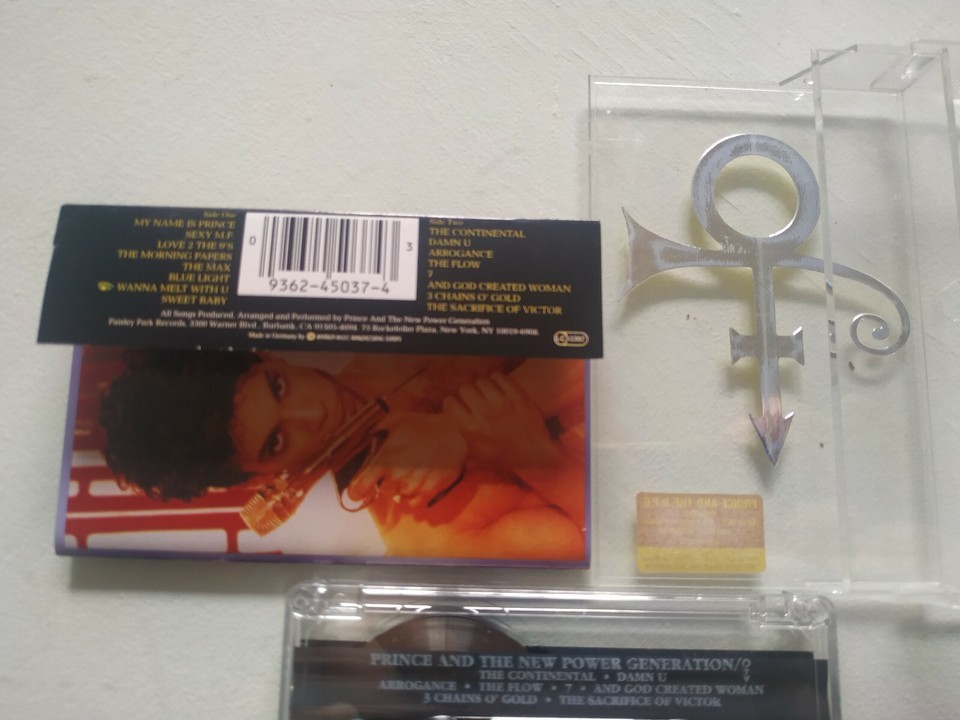 Side One
MY NAME IS PRINCE
SEXY M.F.
LOVE 2 THE 9'S
THE MORNING PAPERS
THE MAX
BLUE LIGHT
WANNA MELT WITH U
SWEET BABY
0
9362-45037-4
3
Side Two
THE CONTINENTAL
DAMN U
ARROGANCE
THE FLOW
7
AND GOD CREATED WOMAN
3 CHAINS O' GOLD
THE SACRIFICE OF VICTOR
All Songs Produced, Arranged and Performed by Prince And The New Power Generation
Paisley Park Records, 3300 Warner Blvd., Burbank, CA 91505-4694 75 Rockefeller Plaza, New York, NY 10019-6908
Made in Germany by
PRINCE AND THE N.P.G
PRINCE AND THE NEW POWER GENERATION/
THE CONTINENTAL • DAMN U
ARROGANCE • THE FLOW • 7 • AND GOD CREATED WOMAN
3 CHAINS O' GOLD • THE SACRIFICE OF VICTOR